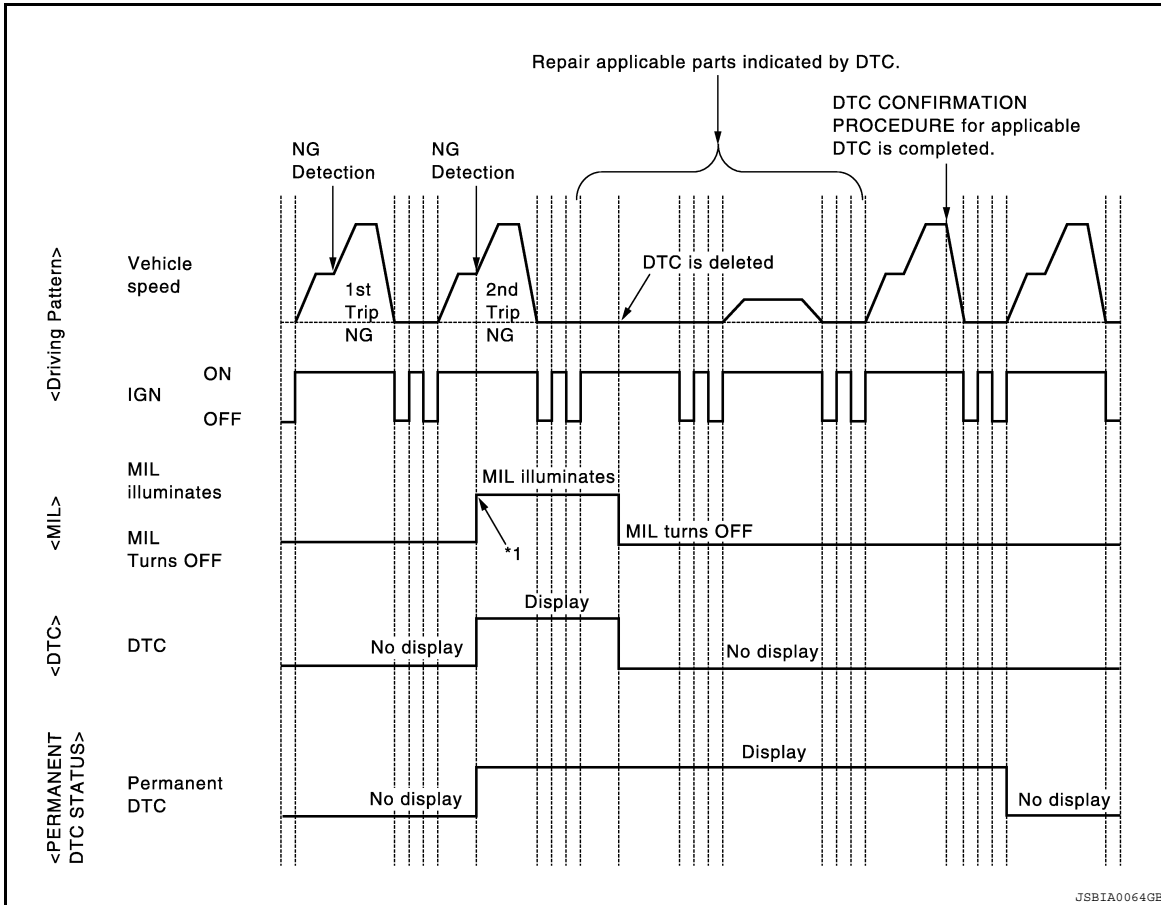 Repair applicable parts indicated by DTC.
DTC CONFIRMATION
PROCEDURE for applicable
DTC is completed.
NG
Detection
NG
Detection
<Driving Pattern>
Vehicle
speed
1st
Trip
NG
2nd
Trip
NG
DTC is deleted
IGN
ON
OFF
<MIL>
MIL
illuminates
MIL illuminates
MIL
Turns OFF
*1
MIL turns OFF
<DTC>
DTC
No display
Display
No display
<PERMANENT
DTC STATUS>
Permanent
DTC
No display
Display
No display
JSBIA0064GB